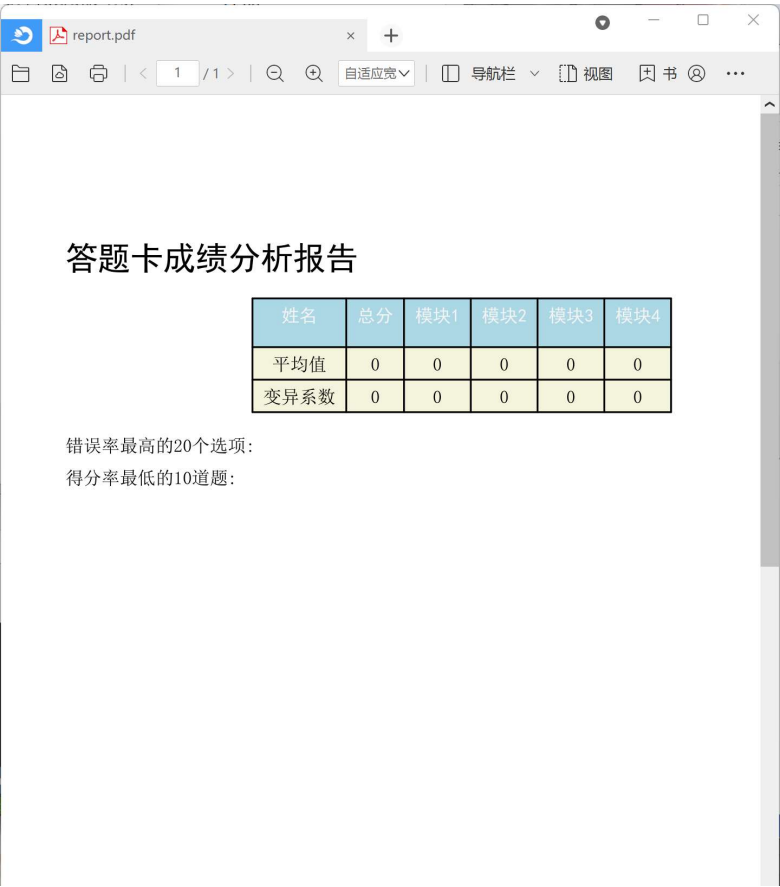 report.pdf
1 / 1
自适应宽
导航栏
视图
书
答题卡成绩分析报告
姓名 总分 模块1 模块2 模块3 模块4
平均值 0 0 0 0 0
变异系数 0 0 0 0 0
错误率最高的20个选项:
得分率最低的10道题: